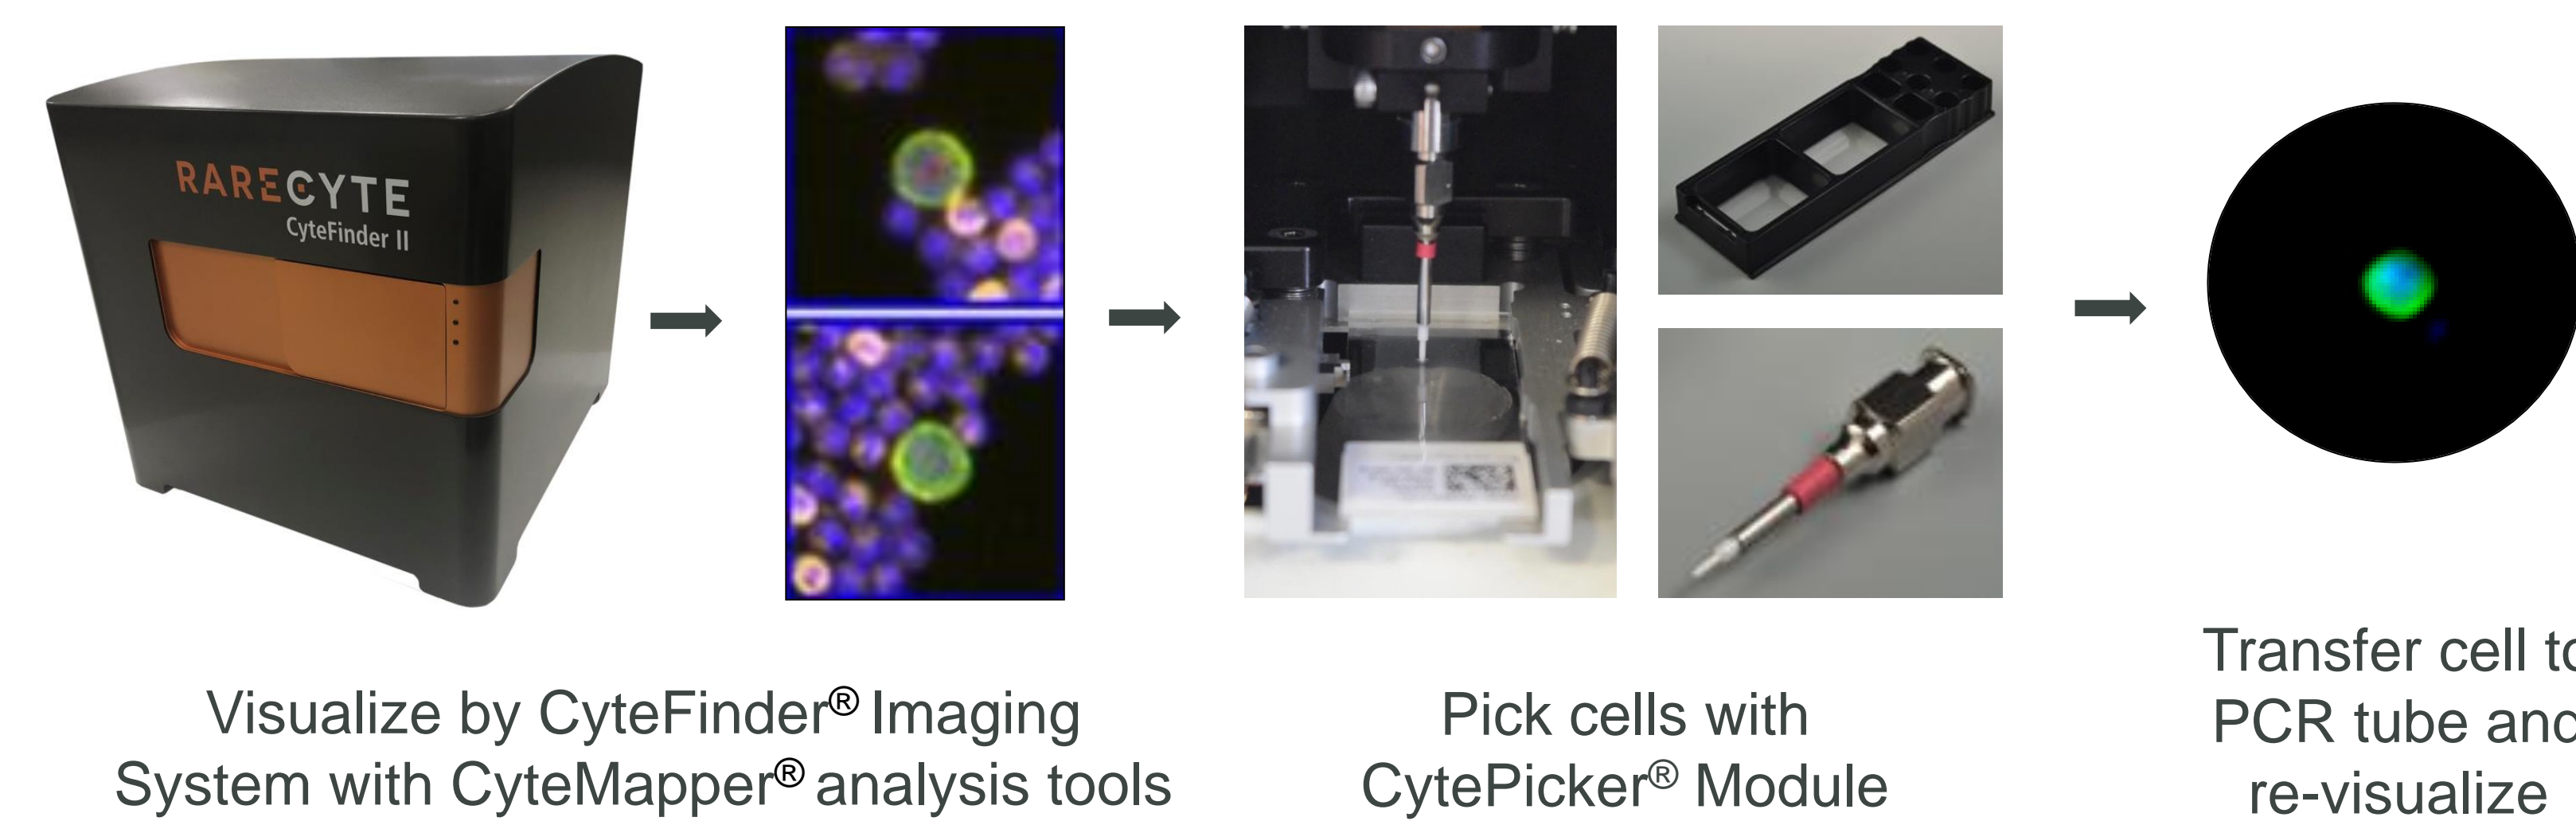 RARECYTE
CyteFinder II
Visualize by CyteFinder® Imaging
System with CyteMapper® analysis tools
Pick cells with
CytePicker® Module
Transfer cell to
PCR tube and
re-visualize